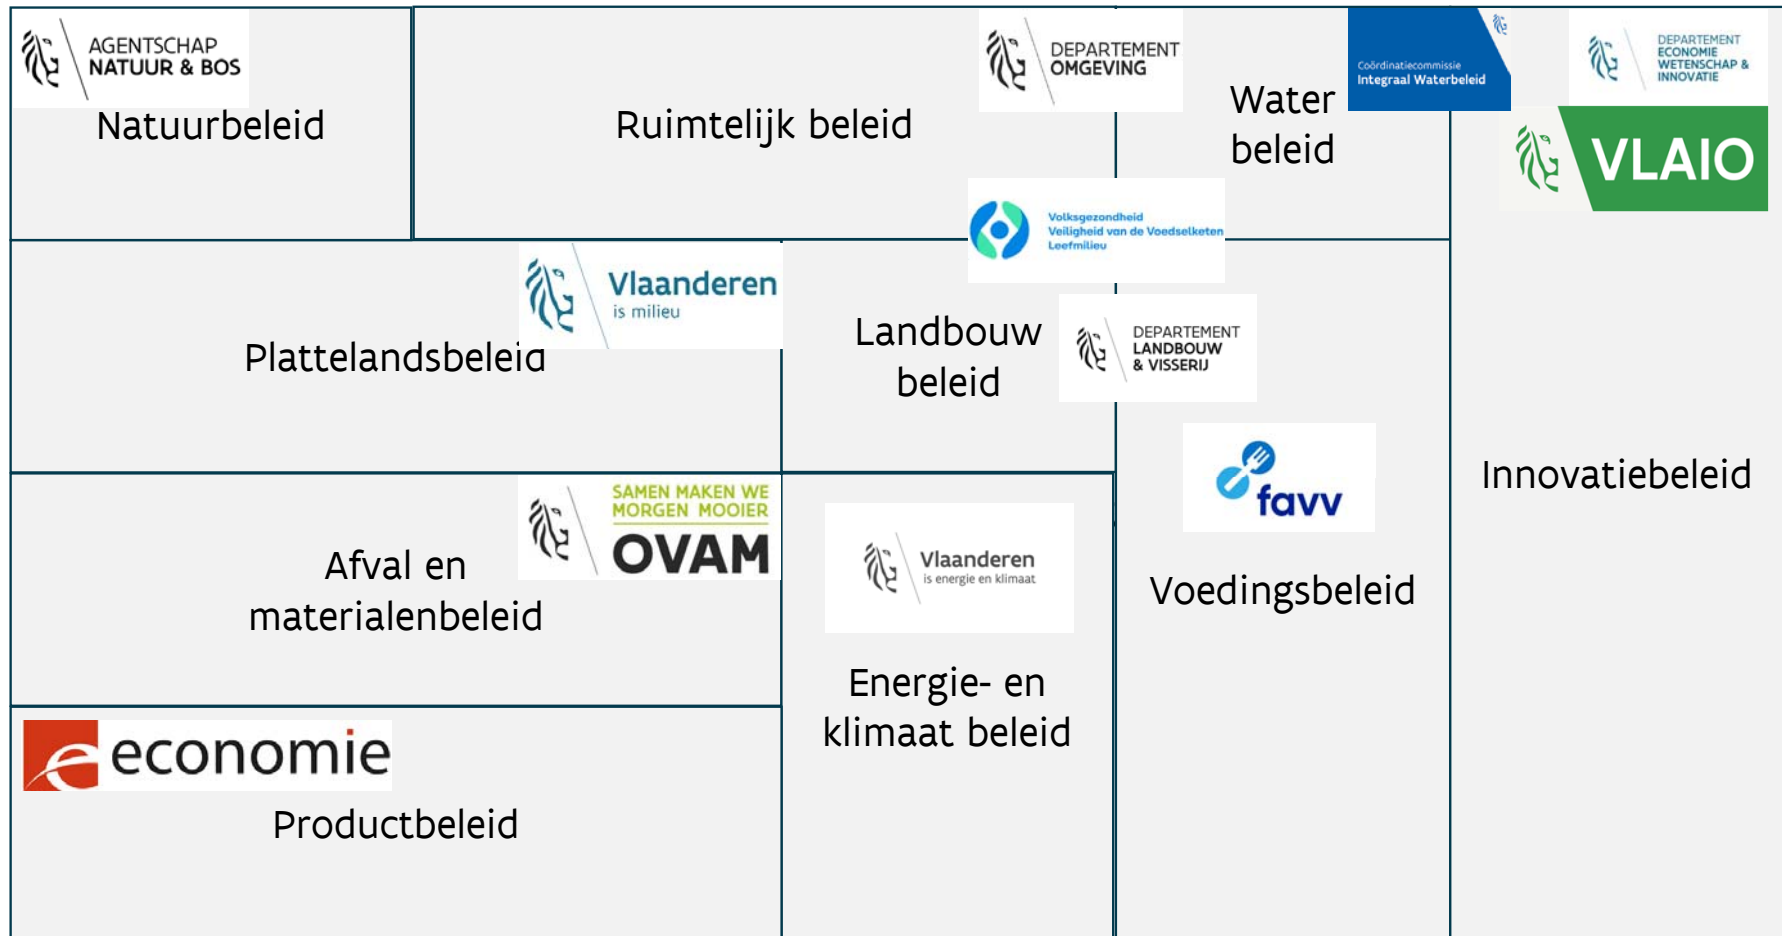 AGENTSCHAP
NATUUR & BOS
Natuurbeleid
DEPARTEMENT
OMGEVING
Ruimtelijk beleid
Coördinatiecommissie
Integraal Waterbeleid
Water
beleid
DEPARTEMENT
ECONOMIE
WETENSCHAP &
INNOVATIE
VLAIO
Volksgezondheid
Veiligheid van de Voedselketen
Leefmilieu
Vlaanderen
is milieu
Plattelandsbeleid
Landbouw
beleid
DEPARTEMENT
LANDBOUW
& VISSERIJ
favv
Voedingsbeleid
Innovatiebeleid
SAMEN MAKEN WE
MORGEN MOOIER
OVAM
Afval en
materialenbeleid
Vlaanderen
is energie en klimaat
Energie- en
klimaat beleid
economie
Productbeleid